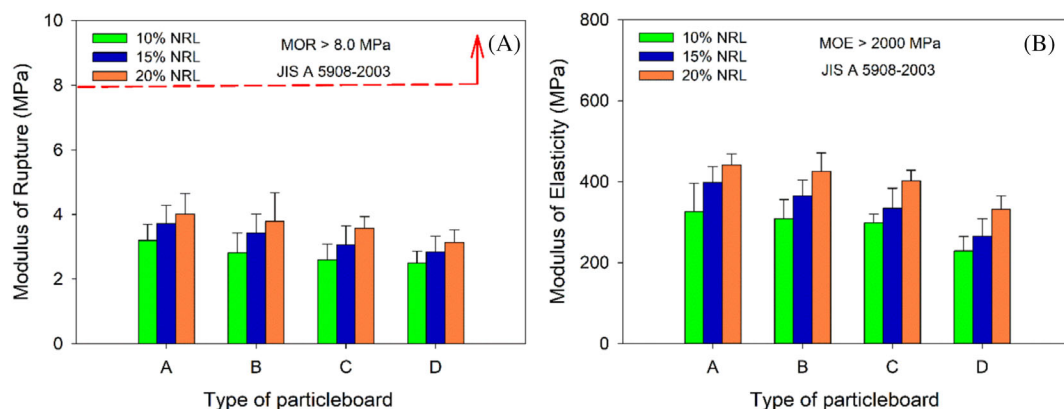 (A)
10% NRL
15% NRL
20% NRL
MOR > 8.0 MPa
JIS A 5908-2003
Modulus of Rupture (MPa)
10
8
6
4
2
0
A B C D
Type of particleboard
(B)
10% NRL
15% NRL
20% NRL
MOE > 2000 MPa
JIS A 5908-2003
Modulus of Elasticity (MPa)
800
600
400
200
0
A B C D
Type of particleboard